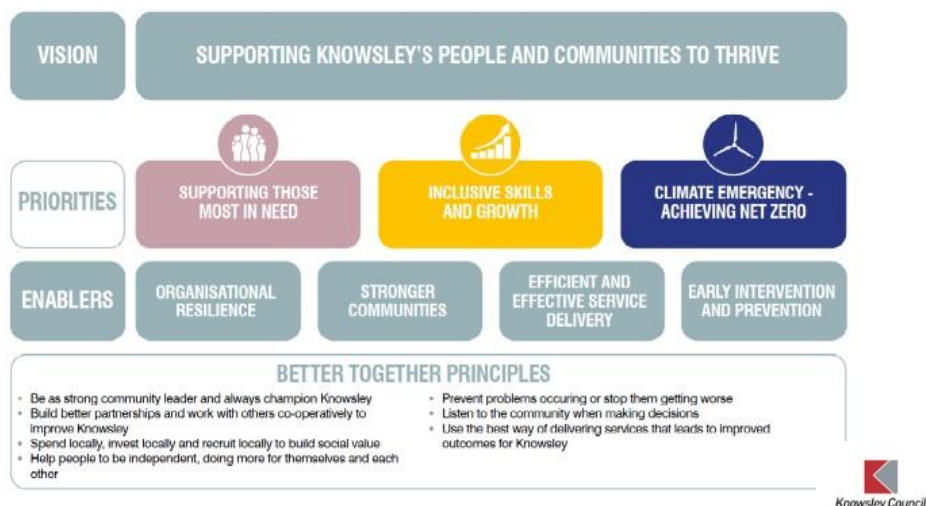 VISION
SUPPORTING KNOWSLEY'S PEOPLE AND COMMUNITIES TO THRIVE
PRIORITIES
SUPPORTING THOSE
MOST IN NEED
INCLUSIVE SKILLS
AND GROWTH
CLIMATE EMERGENCY -
ACHIEVING NET ZERO
ENABLERS
ORGANISATIONAL
RESILIENCE
STRONGER
COMMUNITIES
EFFICIENT AND
EFFECTIVE SERVICE
DELIVERY
EARLY INTERVENTION
AND PREVENTION
BETTER TOGETHER PRINCIPLES
• Be as strong community leader and always champion Knowsley
• Build better partnerships and work with others co-operatively to
improve Knowsley
• Spend locally, invest locally and recruit locally to build social value
• Help people to be independent, doing more for themselves and each
other
• Prevent problems occuring or stop them getting worse
• Listen to the community when making decisions
• Use the best way of delivering services that leads to improved
outcomes for Knowsley
Knowsley Council